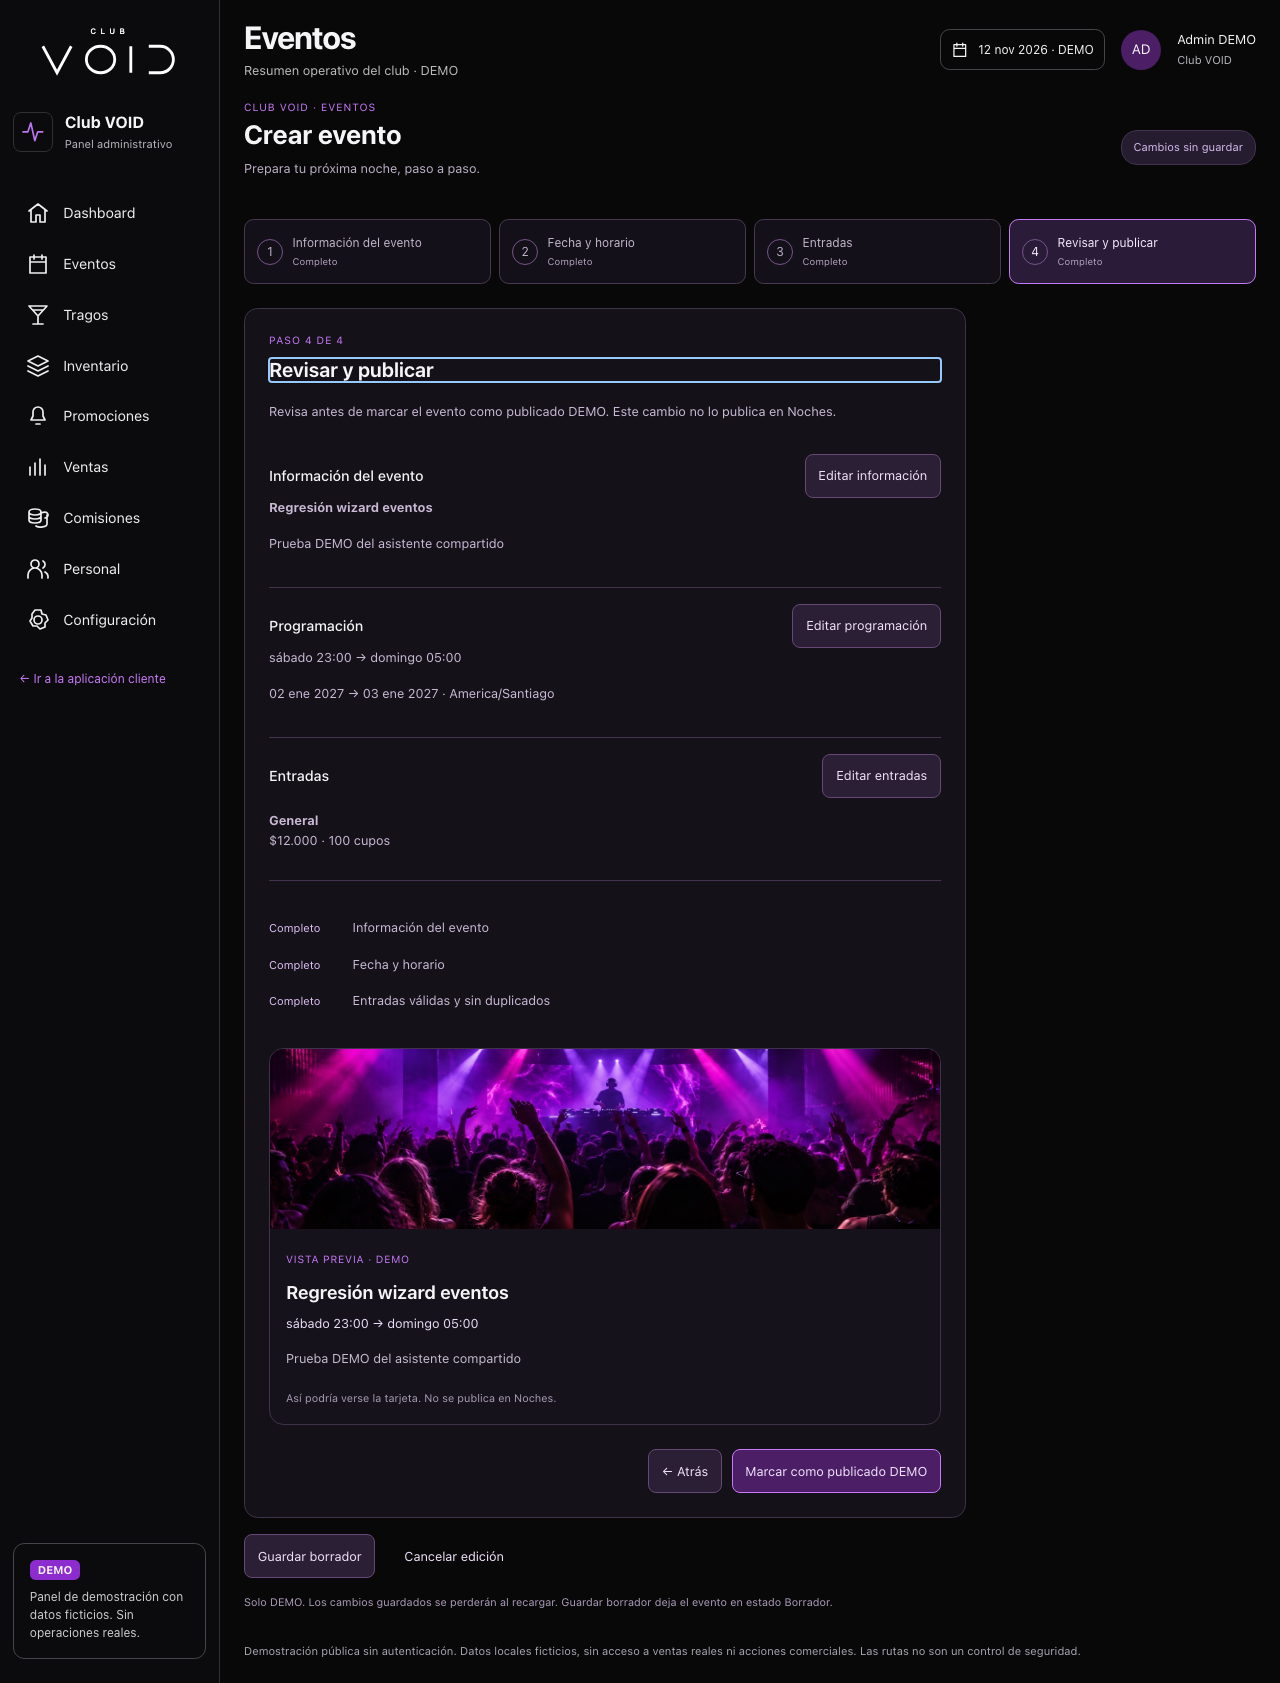 CLUB
VOID
Club VOID
Panel administrativo
Dashboard
Eventos
Tragos
Inventario
Promociones
Ventas
Comisiones
Personal
Configuración
← Ir a la aplicación cliente
DEMO
Panel de demostración con
datos ficticios. Sin
operaciones reales.
Eventos
Resumen operativo del club · DEMO
12 nov 2026 · DEMO
AD
Admin DEMO
Club VOID
CLUB VOID · EVENTOS
Crear evento
Prepara tu próxima noche, paso a paso.
Cambios sin guardar
1
Información del evento
Completo
2
Fecha y horario
Completo
3
Entradas
Completo
4
Revisar y publicar
Completo
PASO 4 DE 4
Revisar y publicar
Revisa antes de marcar el evento como publicado DEMO. Este cambio no lo publica en Noches.
Información del evento
Editar información
Regresión wizard eventos
Prueba DEMO del asistente compartido
Programación
Editar programación
sábado 23:00 → domingo 05:00
02 ene 2027 → 03 ene 2027 · America/Santiago
Entradas
Editar entradas
General
$12.000 · 100 cupos
Completo Información del evento
Completo Fecha y horario
Completo Entradas válidas y sin duplicados
VISTA PREVIA · DEMO
Regresión wizard eventos
sábado 23:00 → domingo 05:00
Prueba DEMO del asistente compartido
Así podría verse la tarjeta. No se publica en Noches.
← Atrás
Marcar como publicado DEMO
Guardar borrador
Cancelar edición
Solo DEMO. Los cambios guardados se perderán al recargar. Guardar borrador deja el evento en estado Borrador.
Demostración pública sin autenticación. Datos locales ficticios, sin acceso a ventas reales ni acciones comerciales. Las rutas no son un control de seguridad.